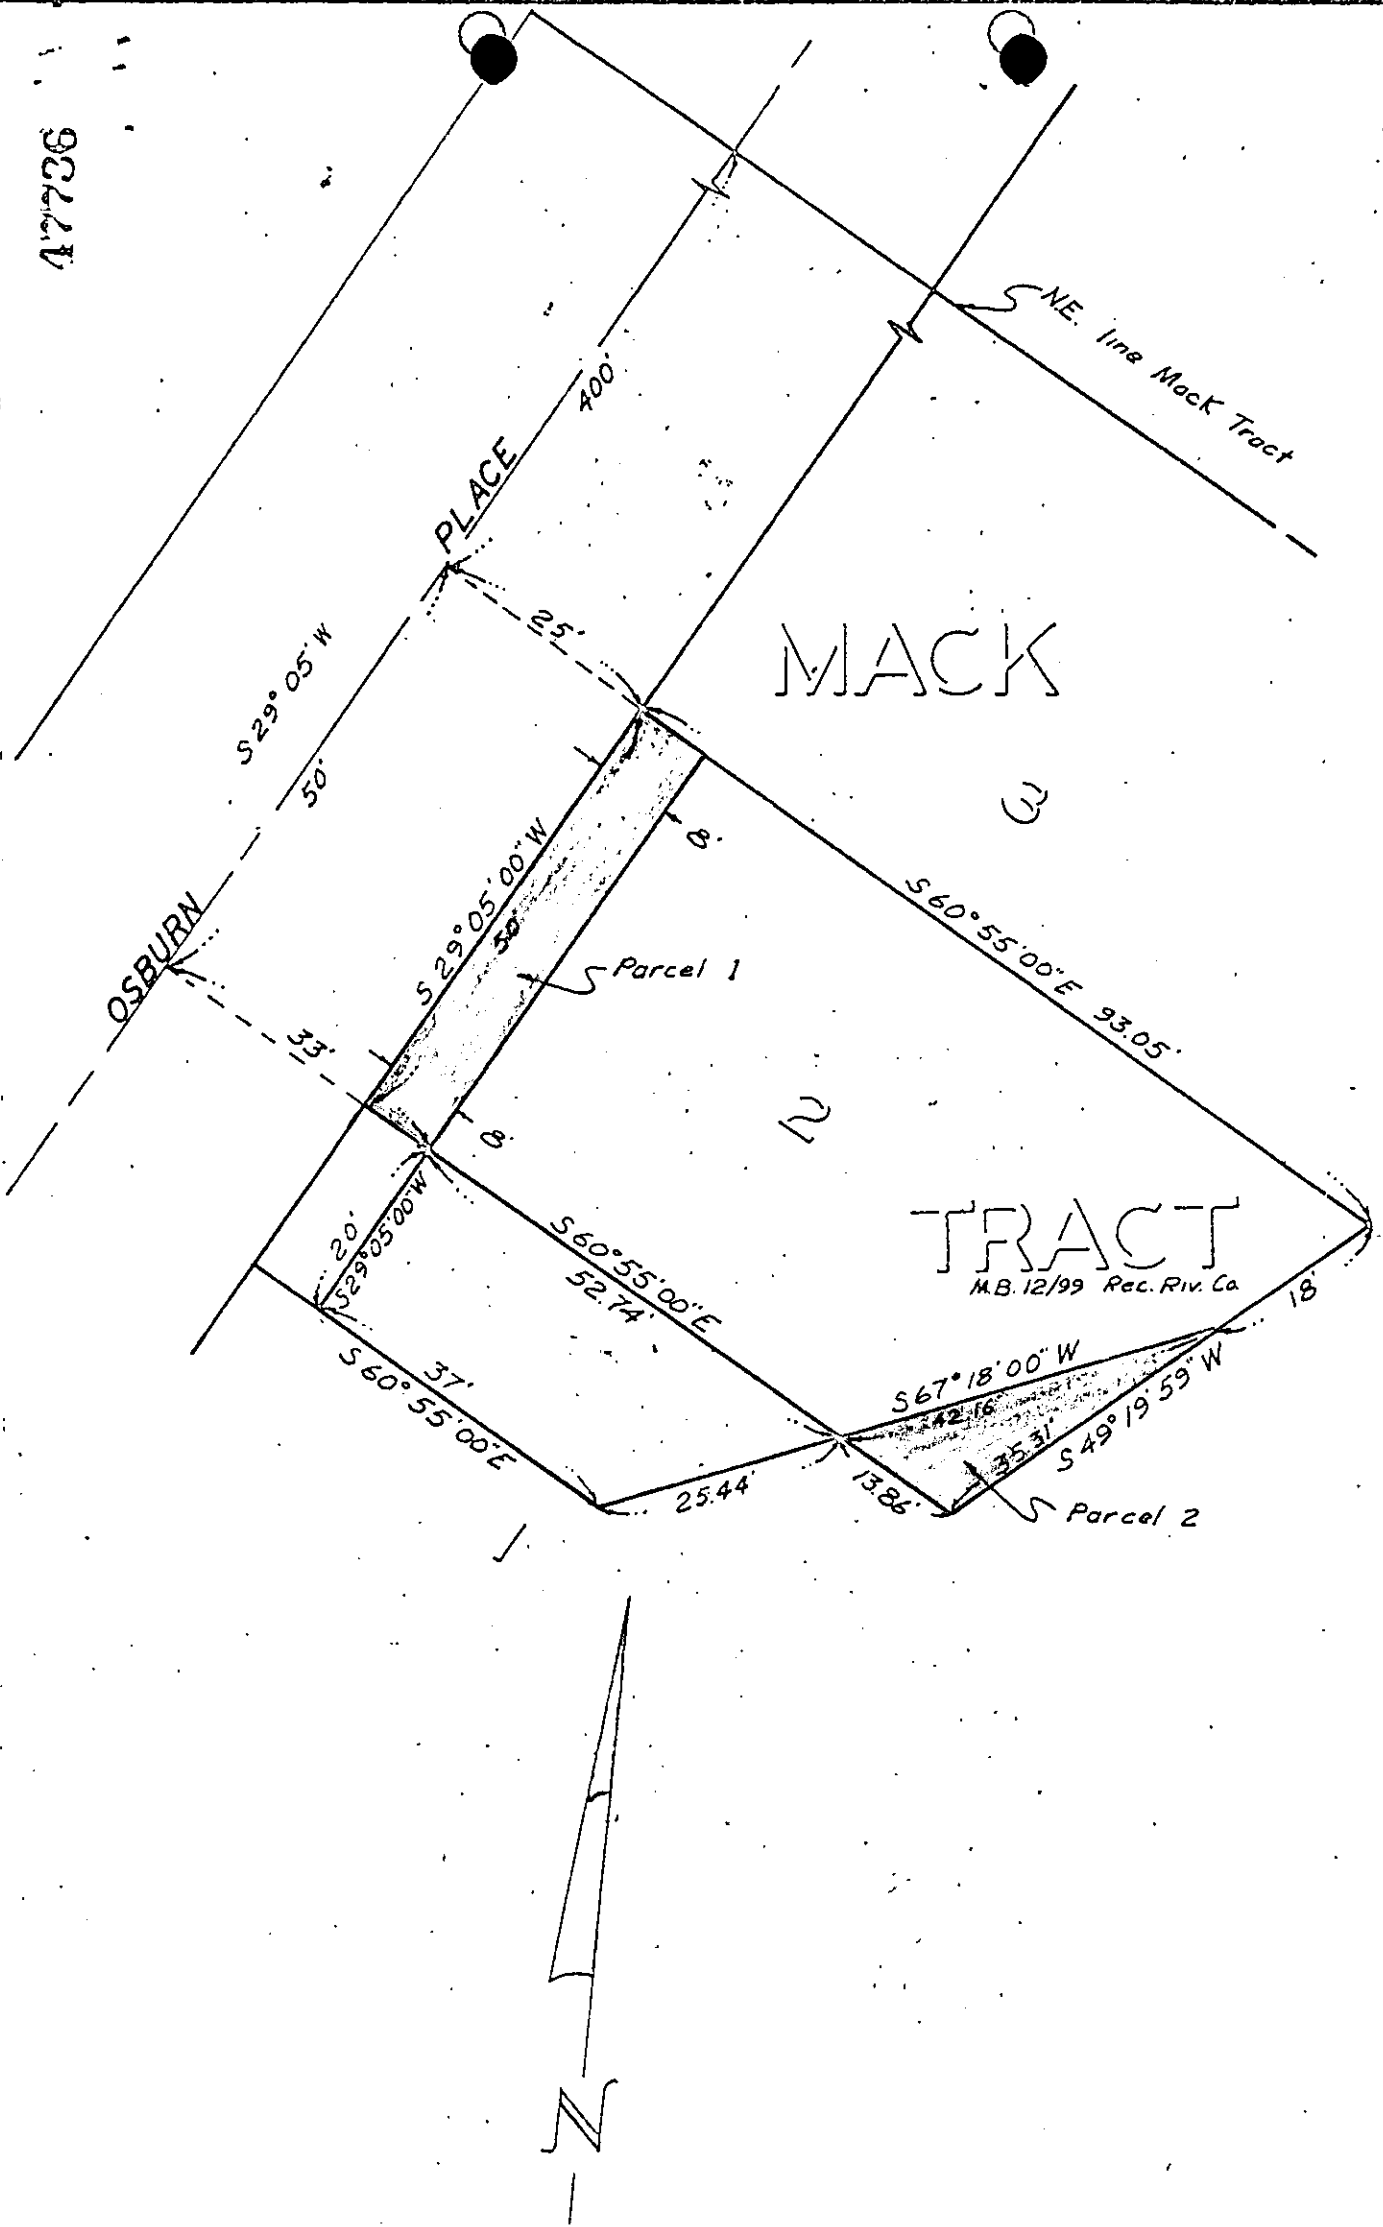 N.E. line Mack Tract
400'
PLACE
25'
MACK
S 29° 05' W
50'
3
8'
S 29° 05' 00" W
50'
S 60° 55' 00" E 93.05'
OSBURN
Parcel 1
33'
2
8'
TRACT
M.B. 12/99 Rec. Riv. Co.
20'
S 29° 05' 00" W
S 60° 55' 00" E
52.74'
18'
S 67° 18' 00" W
42.16'
37'
S 60° 55' 00" E
35.31'
S 49° 19' 59" W
25.44'
13.86'
Parcel 2
1
N